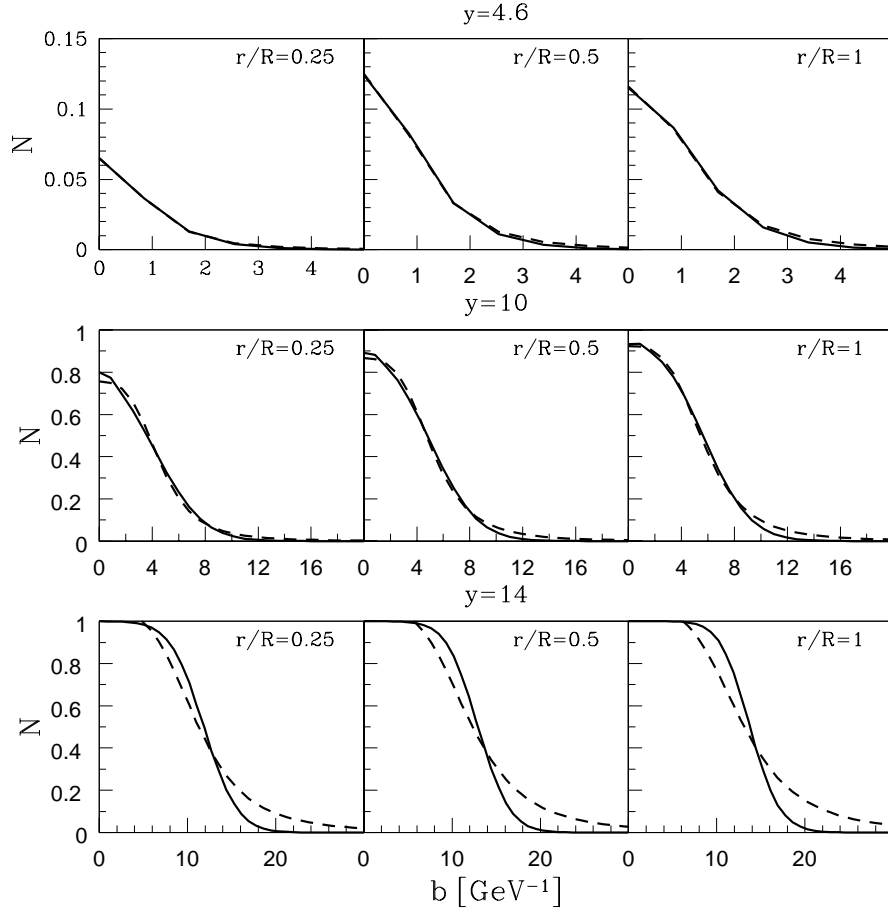 y=4.6
0.15 r/R=0.25 r/R=0.5 r/R=1
0.1
N
0.05
0
0 1 2 3 4 0 1 2 3 4 0 1 2 3 4
y=10
1 r/R=0.25 r/R=0.5 r/R=1
0.8
0.6
N
0.4
0.2
0
0 4 8 12 16 0 4 8 12 16 0 4 8 12 16
y=14
1 r/R=0.25 r/R=0.5 r/R=1
0.8
0.6
N
0.4
0.2
0
0 10 20 0 10 20 0 10 20
b [GeV⁻¹]